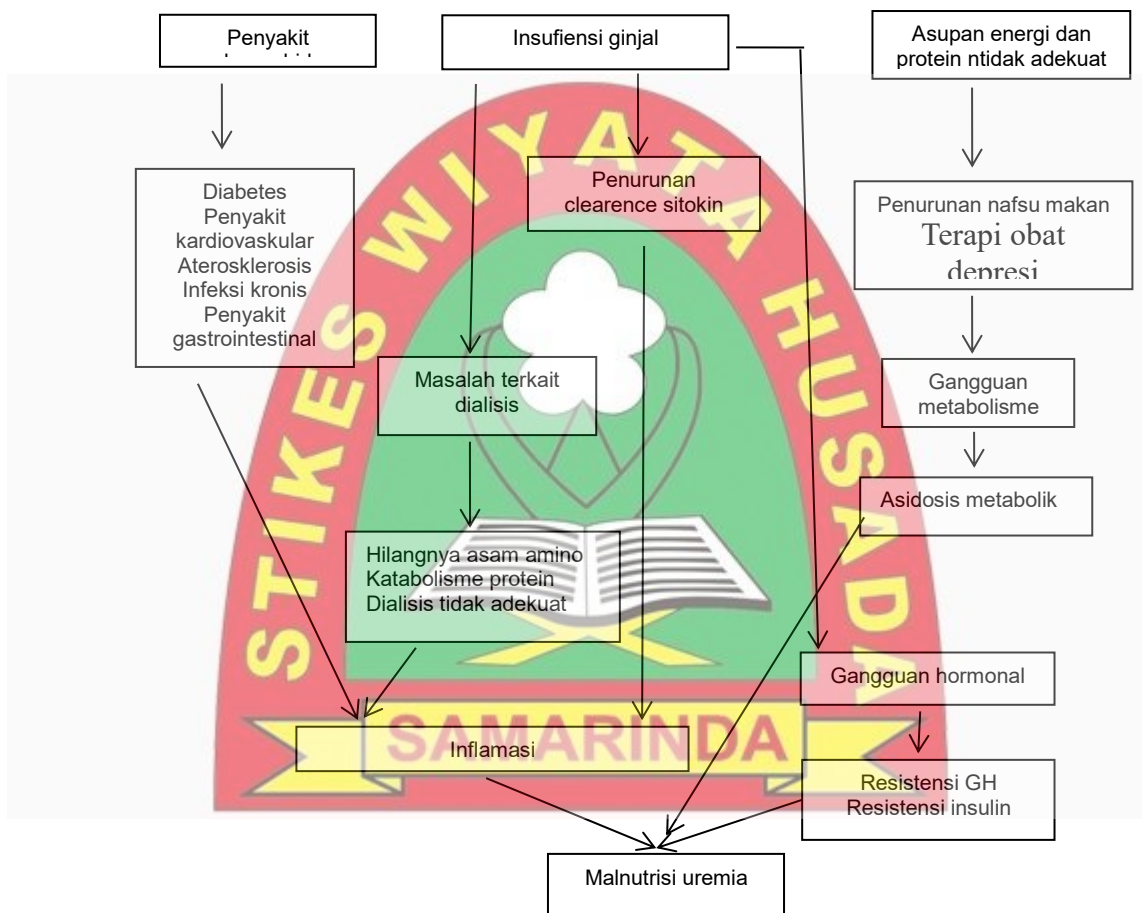 Penyakit
Insufiensi ginjal
Asupan energi dan
protein ntidak adekuat
Diabetes
Penyakit
kardiovaskular
Aterosklerosis
Infeksi kronis
Penyakit
gastrointestinal
Penurunan
clearence sitokin
Penurunan nafsu makan
Terapi obat
depresi
Masalah terkait
dialisis
Gangguan
metabolisme
Asidosis metabolik
Hilangnya asam amino
Katabolisme protein
Dialisis tidak adekuat
Gangguan hormonal
Inflamasi
Resistensi GH
Resistensi insulin
Malnutrisi uremia
STIKES WIYATA HUSADA
SAMARINDA